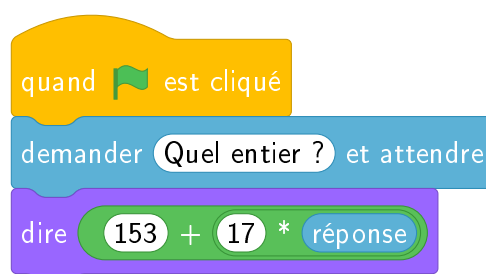 quand est cliqué
demander Quel entier ? et attendre
dire 153 + 17 * réponse